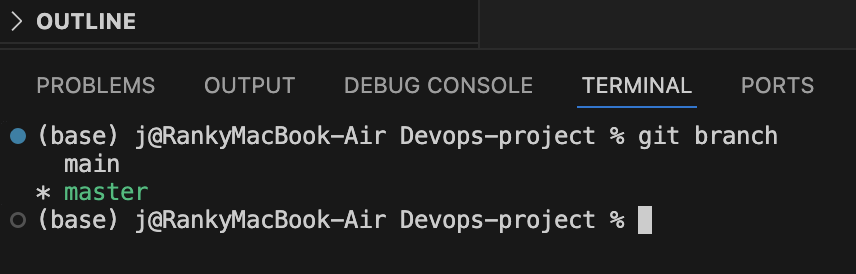 OUTLINE
PROBLEMS OUTPUT DEBUG CONSOLE TERMINAL PORTS
(base) j@RankyMacBook-Air Devops-project % git branch
  main
* master
(base) j@RankyMacBook-Air Devops-project %